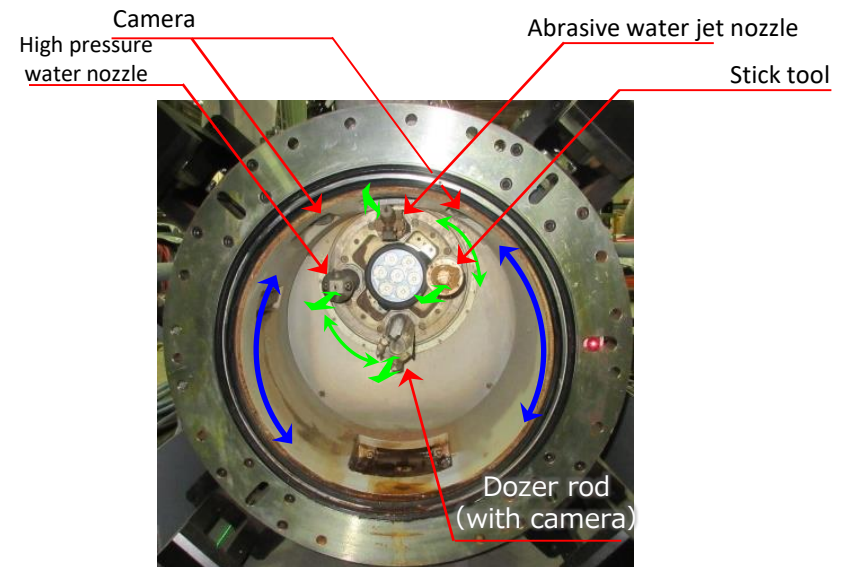 Camera
High pressure
water nozzle
Abrasive water jet nozzle
Stick tool
Dozer rod
(with camera)